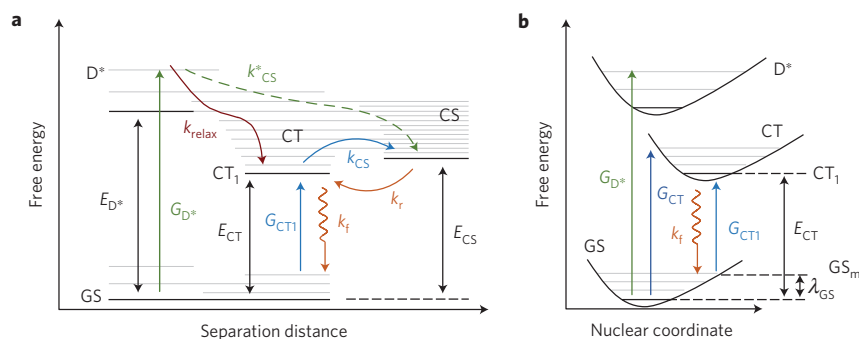 a
Free energy
D*
k*CS
CS
krelax
CT
kCS
CT1
ED*
GD*
ECT
GCT1
kf
kr
ECS
GS
Separation distance
b
Free energy
D*
CT
CT1
GD*
GCT
GCT1
ECT
kf
GS
GSm
λGS
Nuclear coordinate